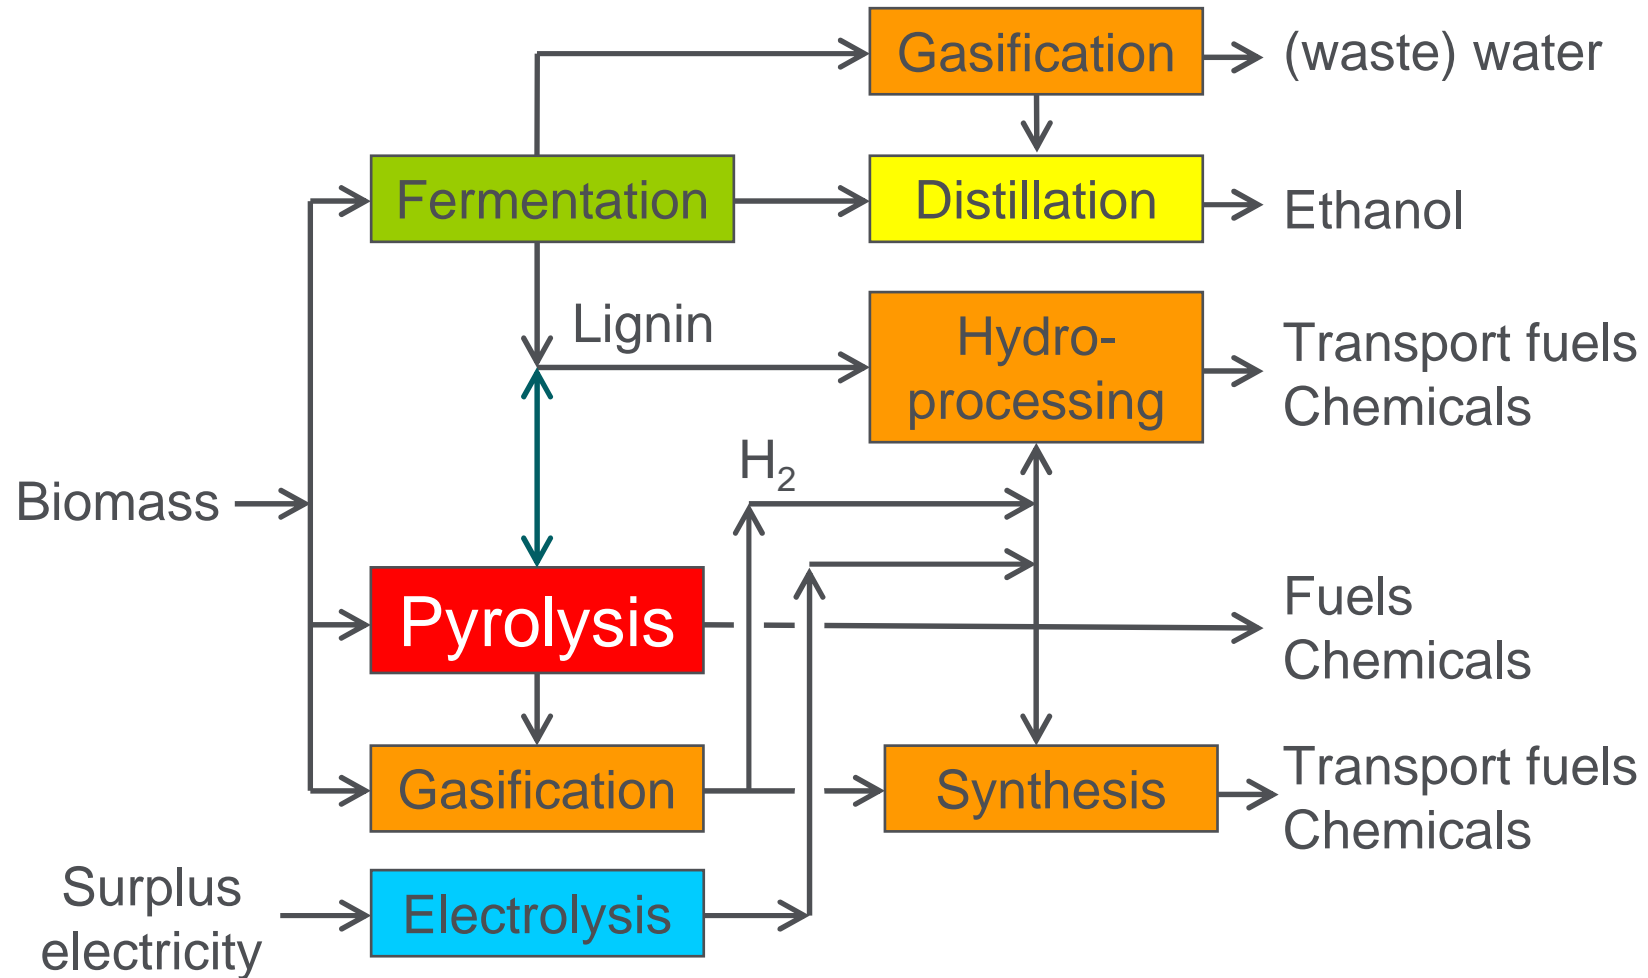 Gasification
(waste) water
Fermentation
Distillation
Ethanol
Lignin
Hydro-
processing
Transport fuels
Chemicals
H₂
Biomass
Pyrolysis
Fuels
Chemicals
Gasification
Synthesis
Transport fuels
Chemicals
Surplus
electricity
Electrolysis